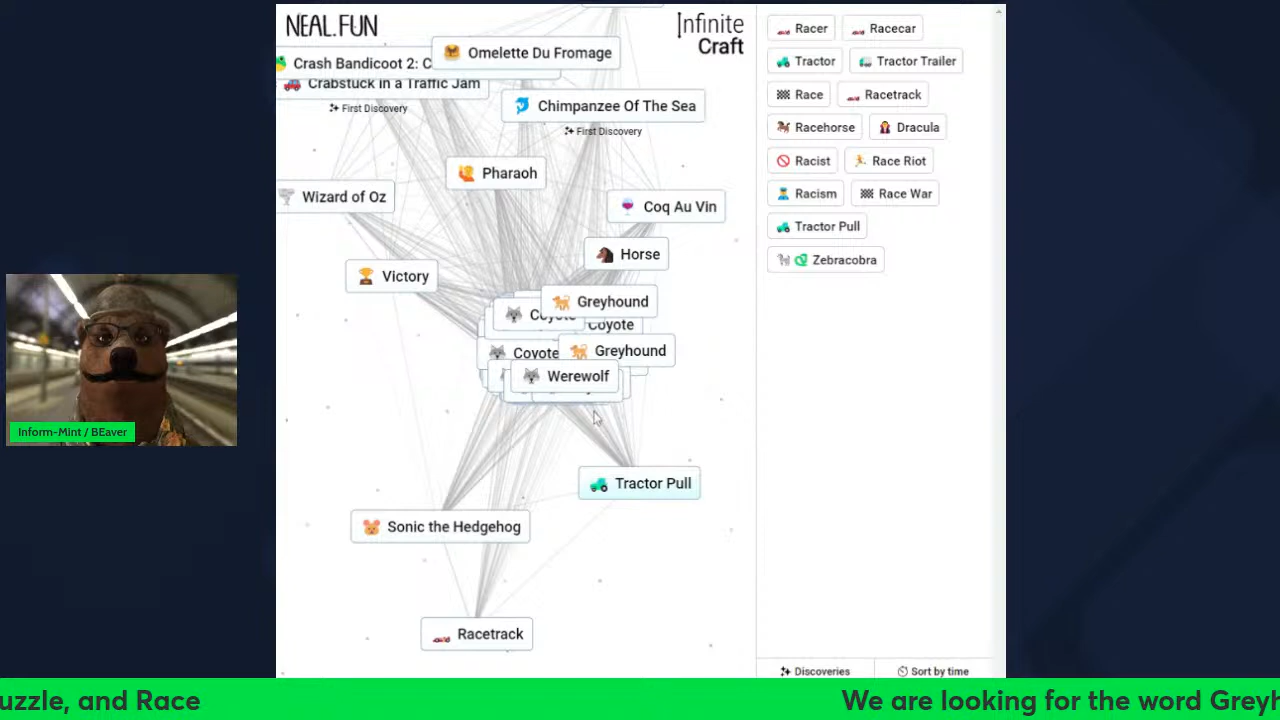 NEAL.FUN
Infinite
Craft
Omelette Du Fromage
Crash Bandicoot 2: C
Crabstuck in a Traffic Jam
First Discovery
Chimpanzee Of The Sea
First Discovery
Pharaoh
Wizard of Oz
Coq Au Vin
Horse
Victory
Greyhound
Coyote
Coyote
Coyote
Greyhound
Werewolf
Tractor Pull
Sonic the Hedgehog
Racetrack
Racer
Racecar
Tractor
Tractor Trailer
Race
Racetrack
Racehorse
Dracula
Racist
Race Riot
Racism
Race War
Tractor Pull
Zebracobra
Discoveries
Sort by time
Inform-Mint / BEaver
uzzle, and Race
We are looking for the word Greyh